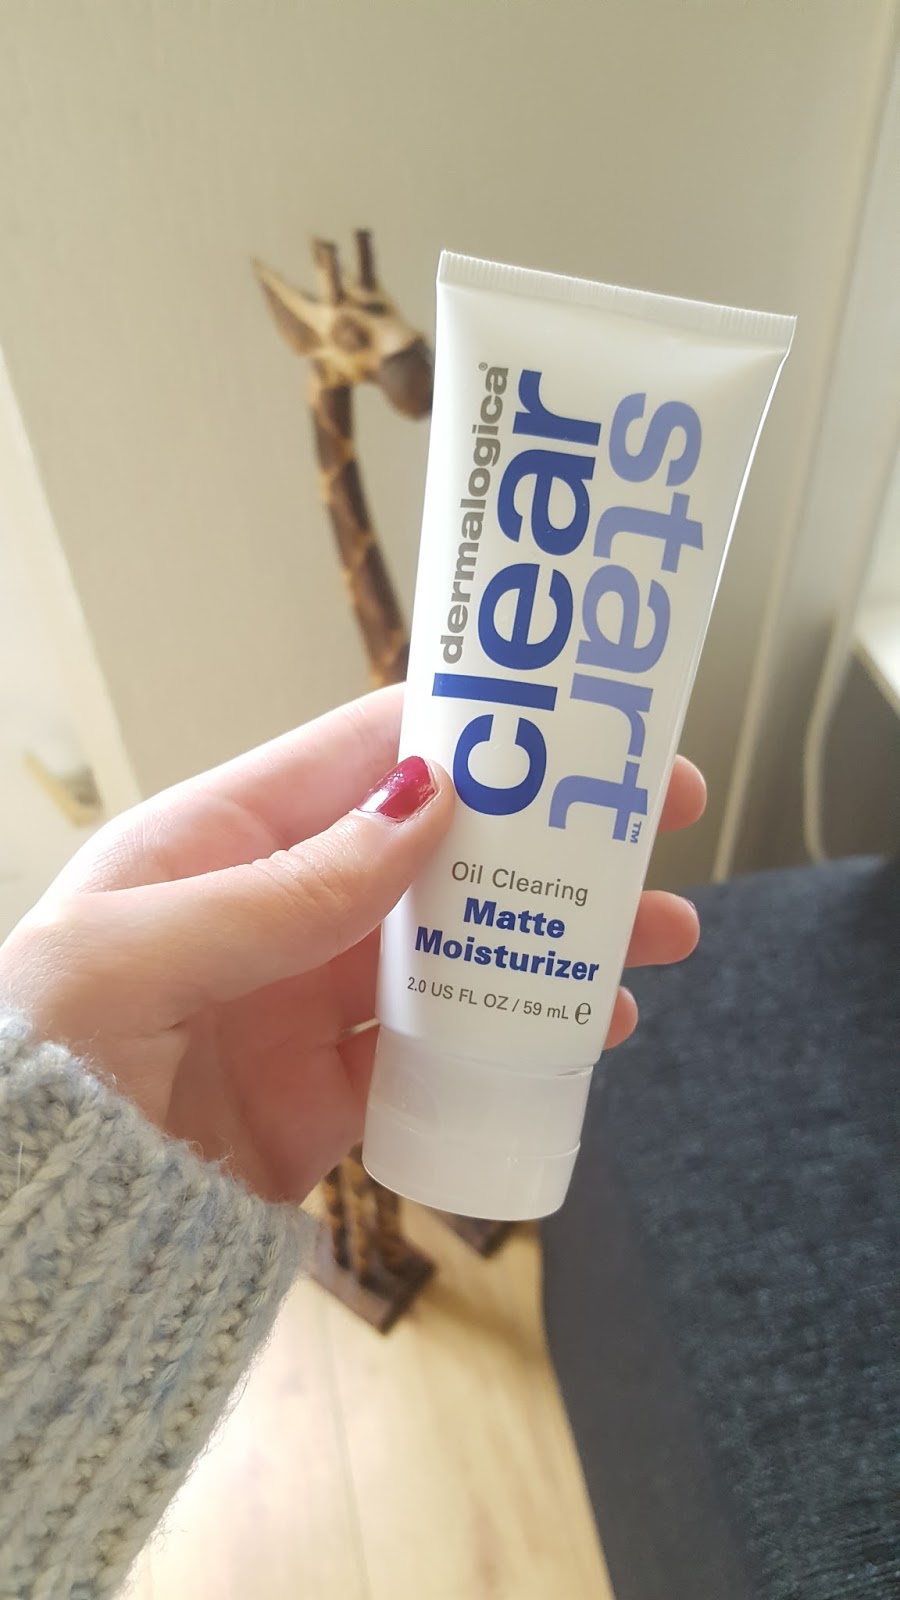 dermalogica®
clear
start™
Oil Clearing
Matte
Moisturizer
2.0 US FL OZ / 59 mL ℮